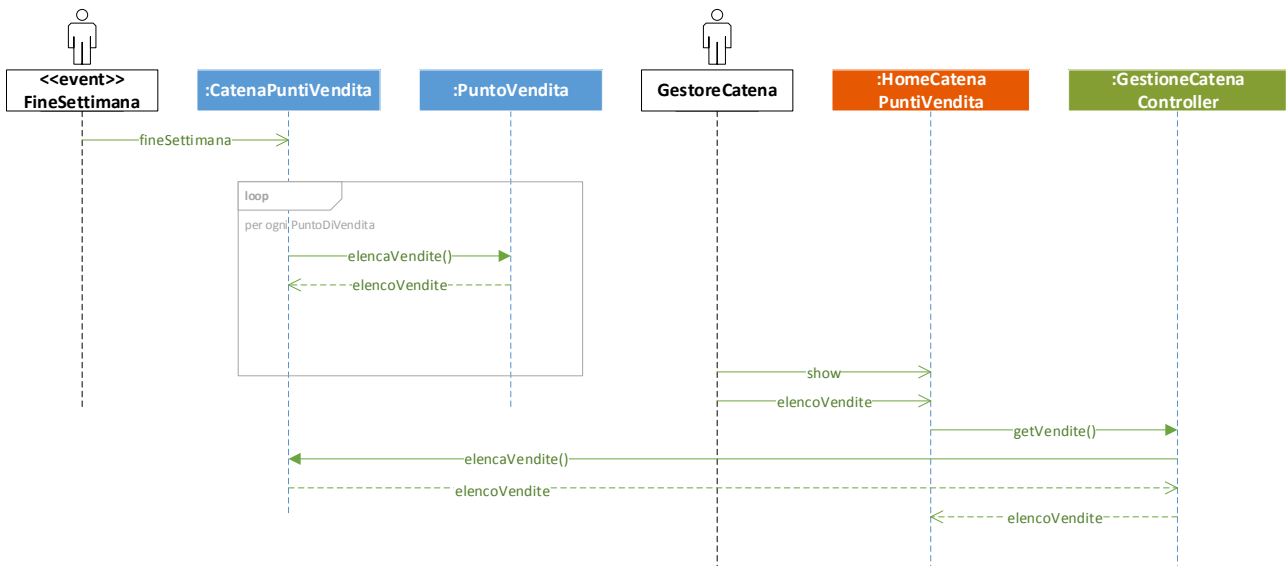 <<event>>
FineSettimana
:CatenaPuntiVendita
:PuntoVendita
GestoreCatena
:HomeCatena
PuntiVendita
:GestioneCatena
Controller
fineSettimana
loop
per ogni PuntoDiVendita
elencaVendite()
elencoVendite
show
elencoVendite
getVendite()
elencaVendite()
elencoVendite
elencoVendite